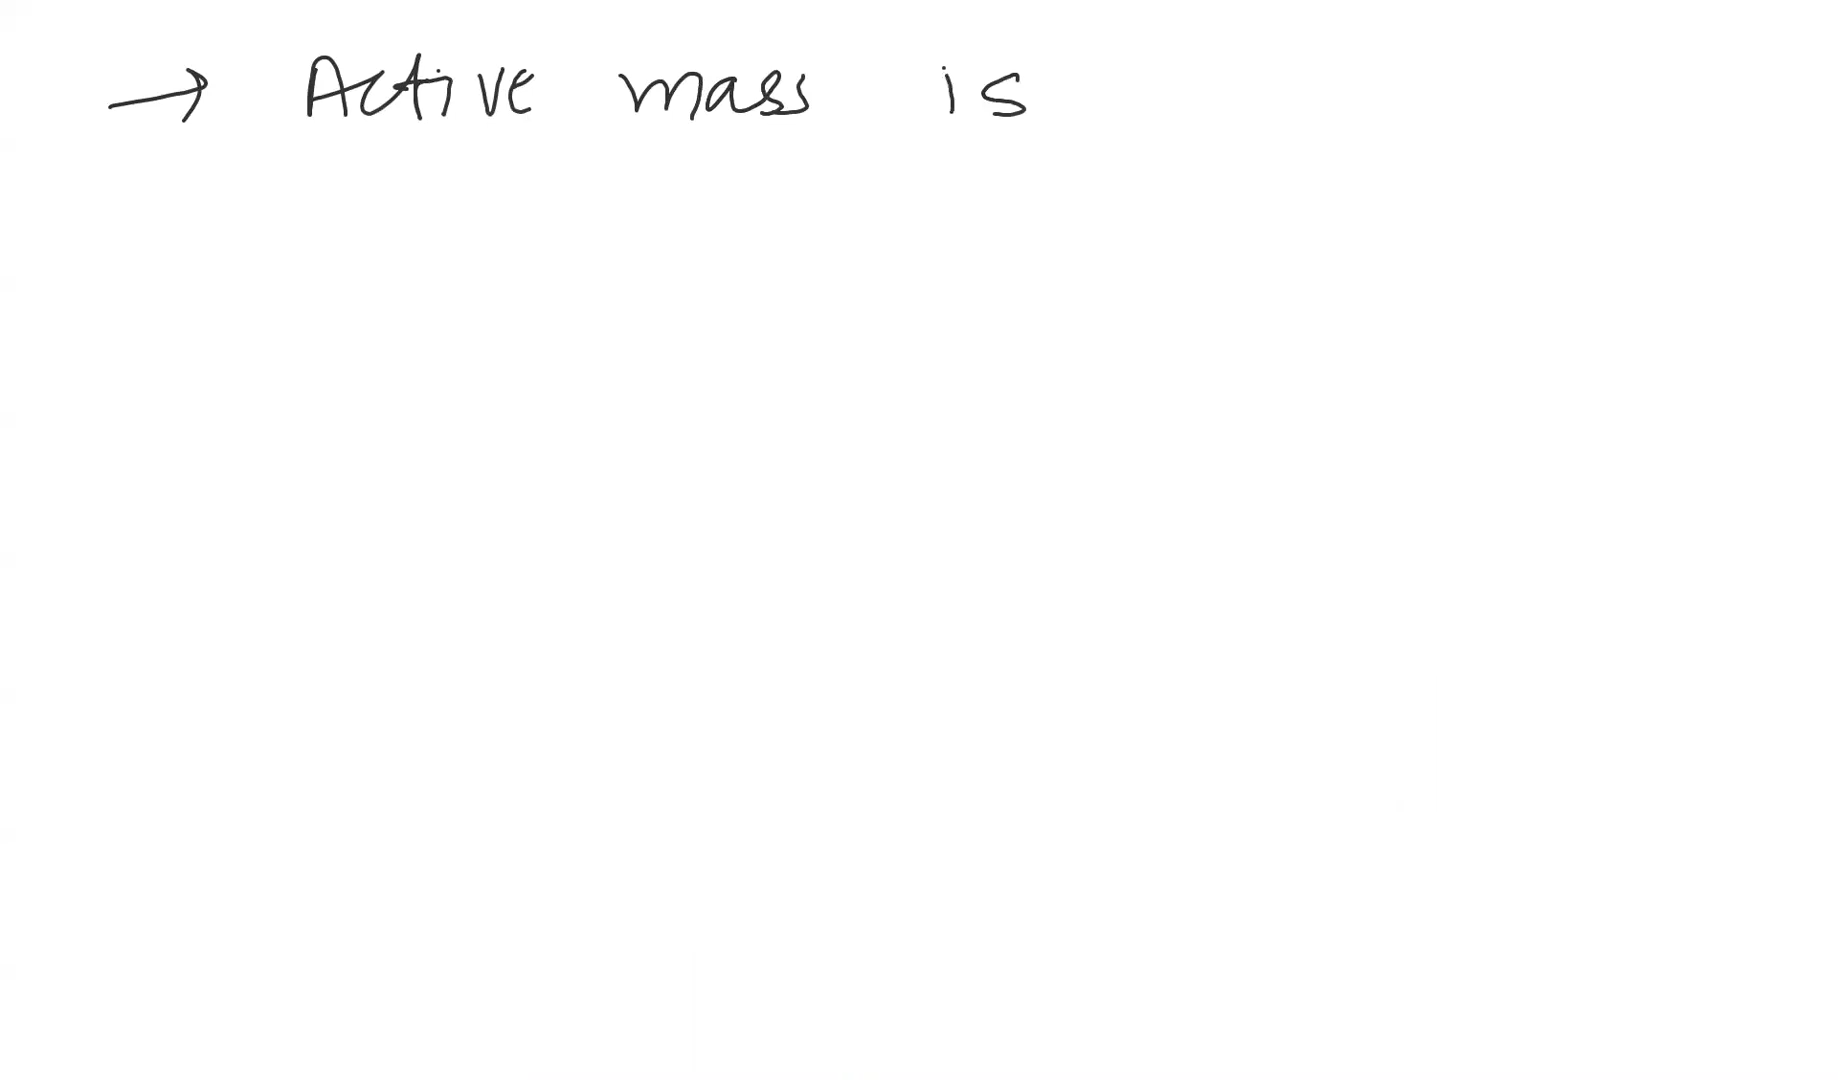 → Active mass is